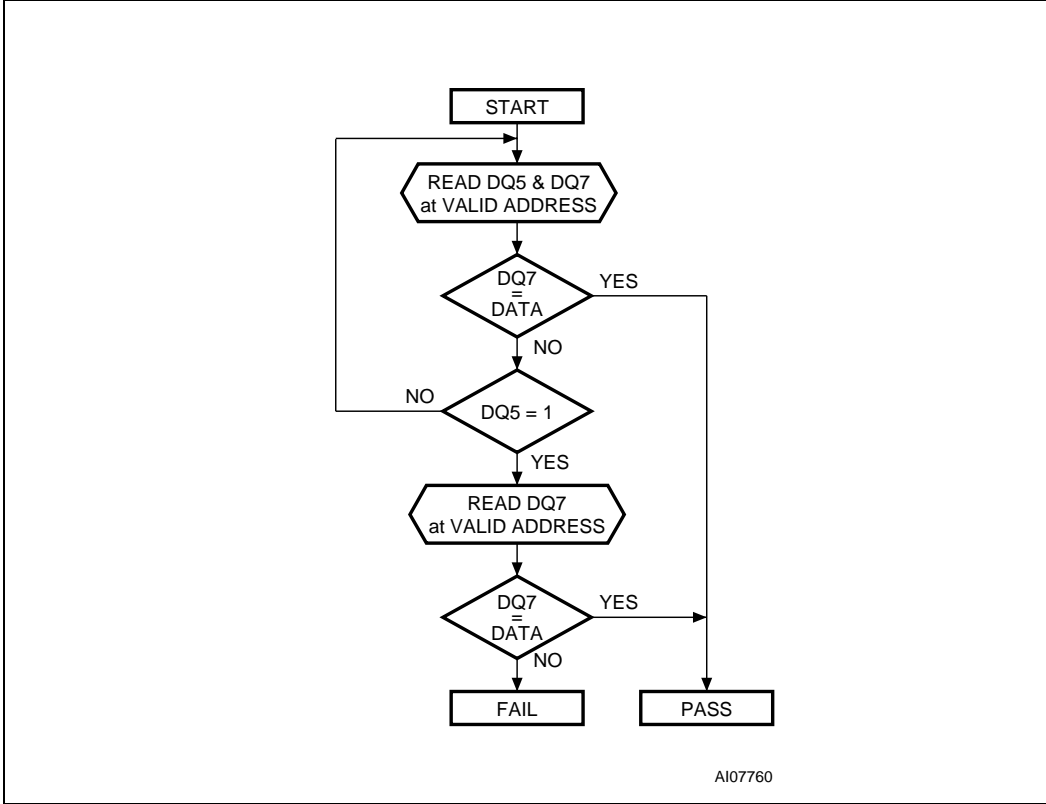 START
READ DQ5 & DQ7
at VALID ADDRESS
DQ7
=
DATA
YES
NO
DQ5 = 1
NO
YES
READ DQ7
at VALID ADDRESS
DQ7
=
DATA
YES
NO
FAIL
PASS
AI07760